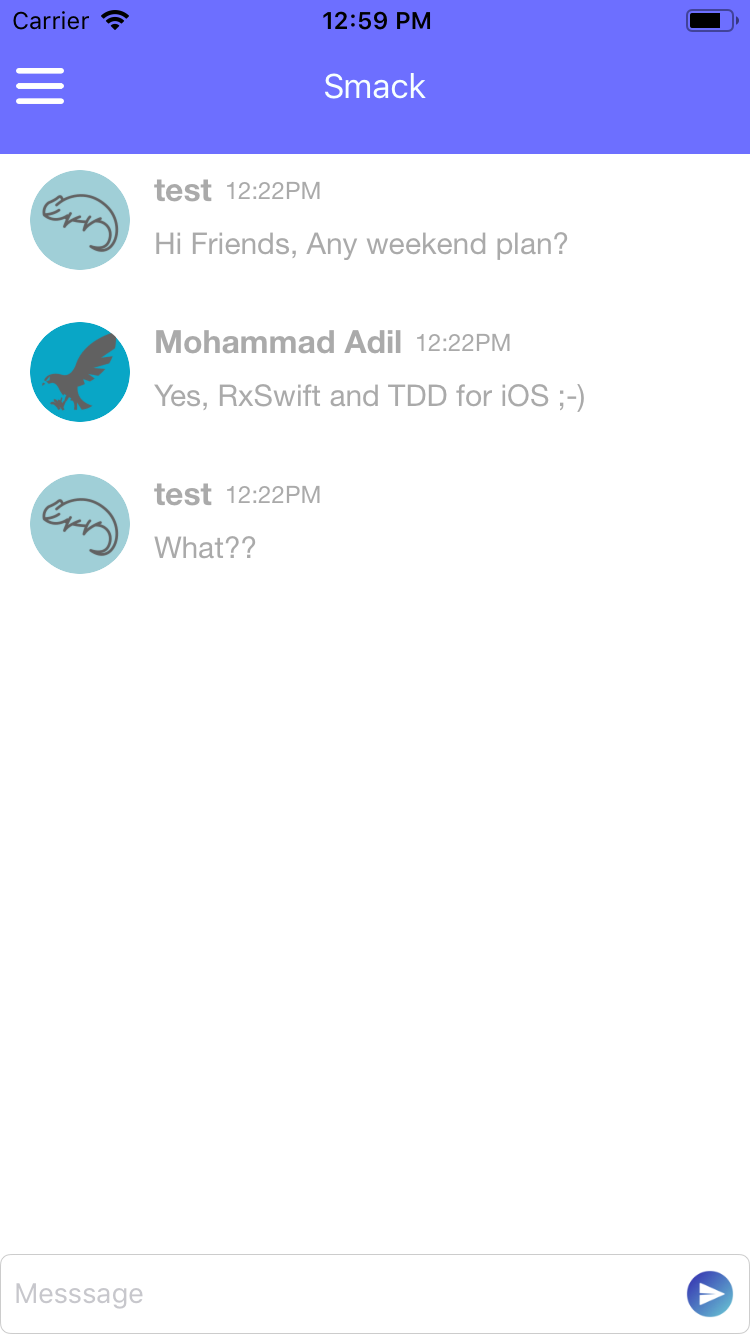 Carrier 12:59 PM
Smack
test 12:22PM
Hi Friends, Any weekend plan?
Mohammad Adil 12:22PM
Yes, RxSwift and TDD for iOS ;-)
test 12:22PM
What??
Messsage